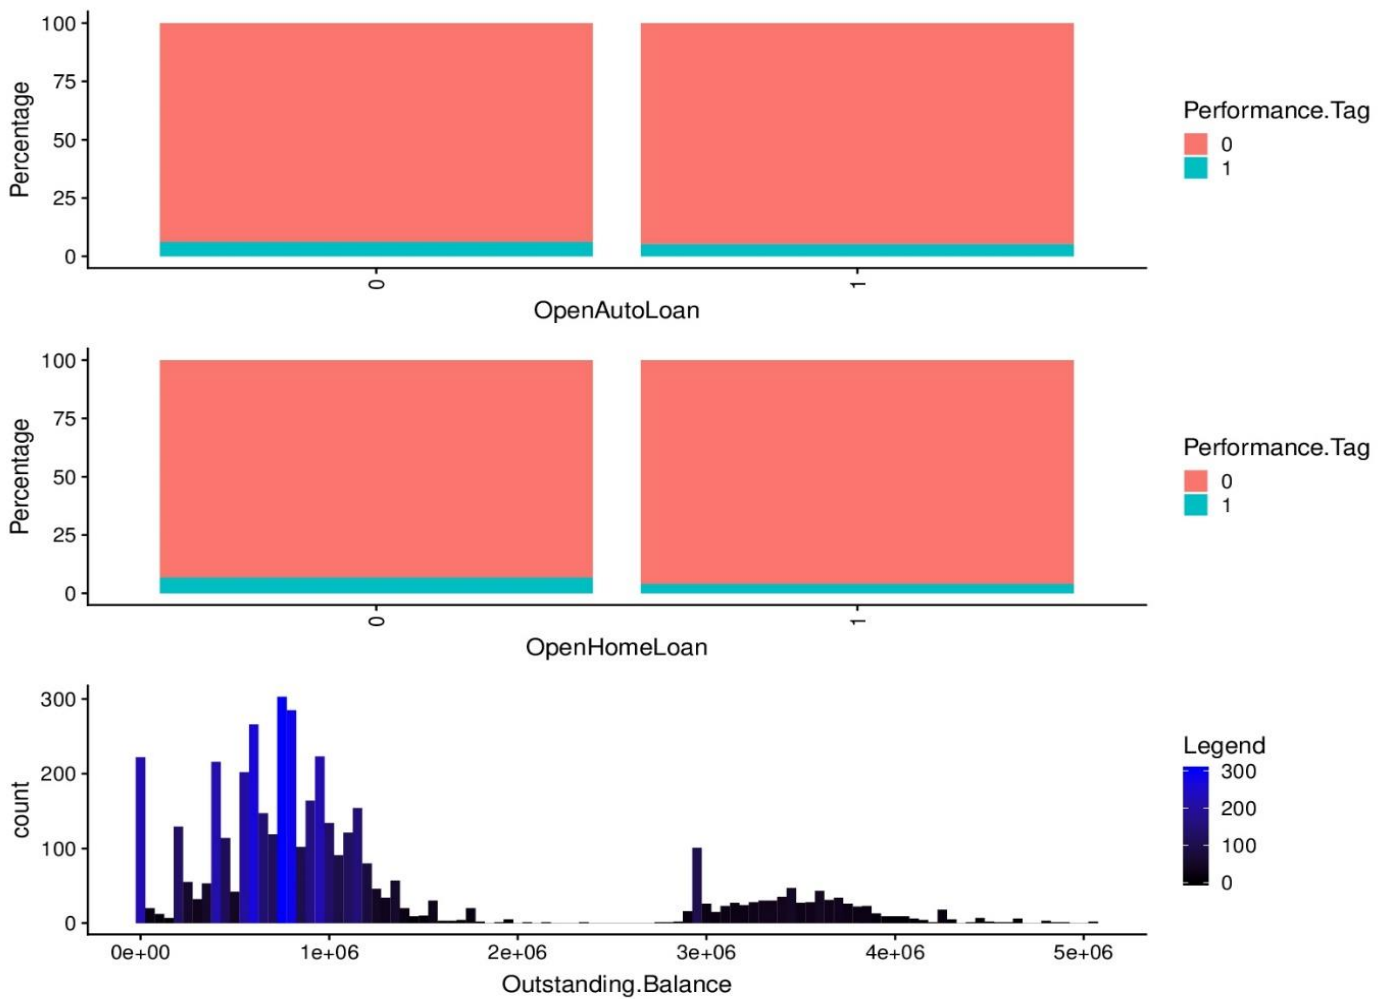 100
75
50
25
0
Percentage
0
1
OpenAutoLoan
Performance.Tag
0
1
100
75
50
25
0
Percentage
0
1
OpenHomeLoan
Performance.Tag
0
1
300
200
100
0
count
0e+00
1e+06
2e+06
3e+06
4e+06
5e+06
Outstanding.Balance
Legend
300
200
100
0